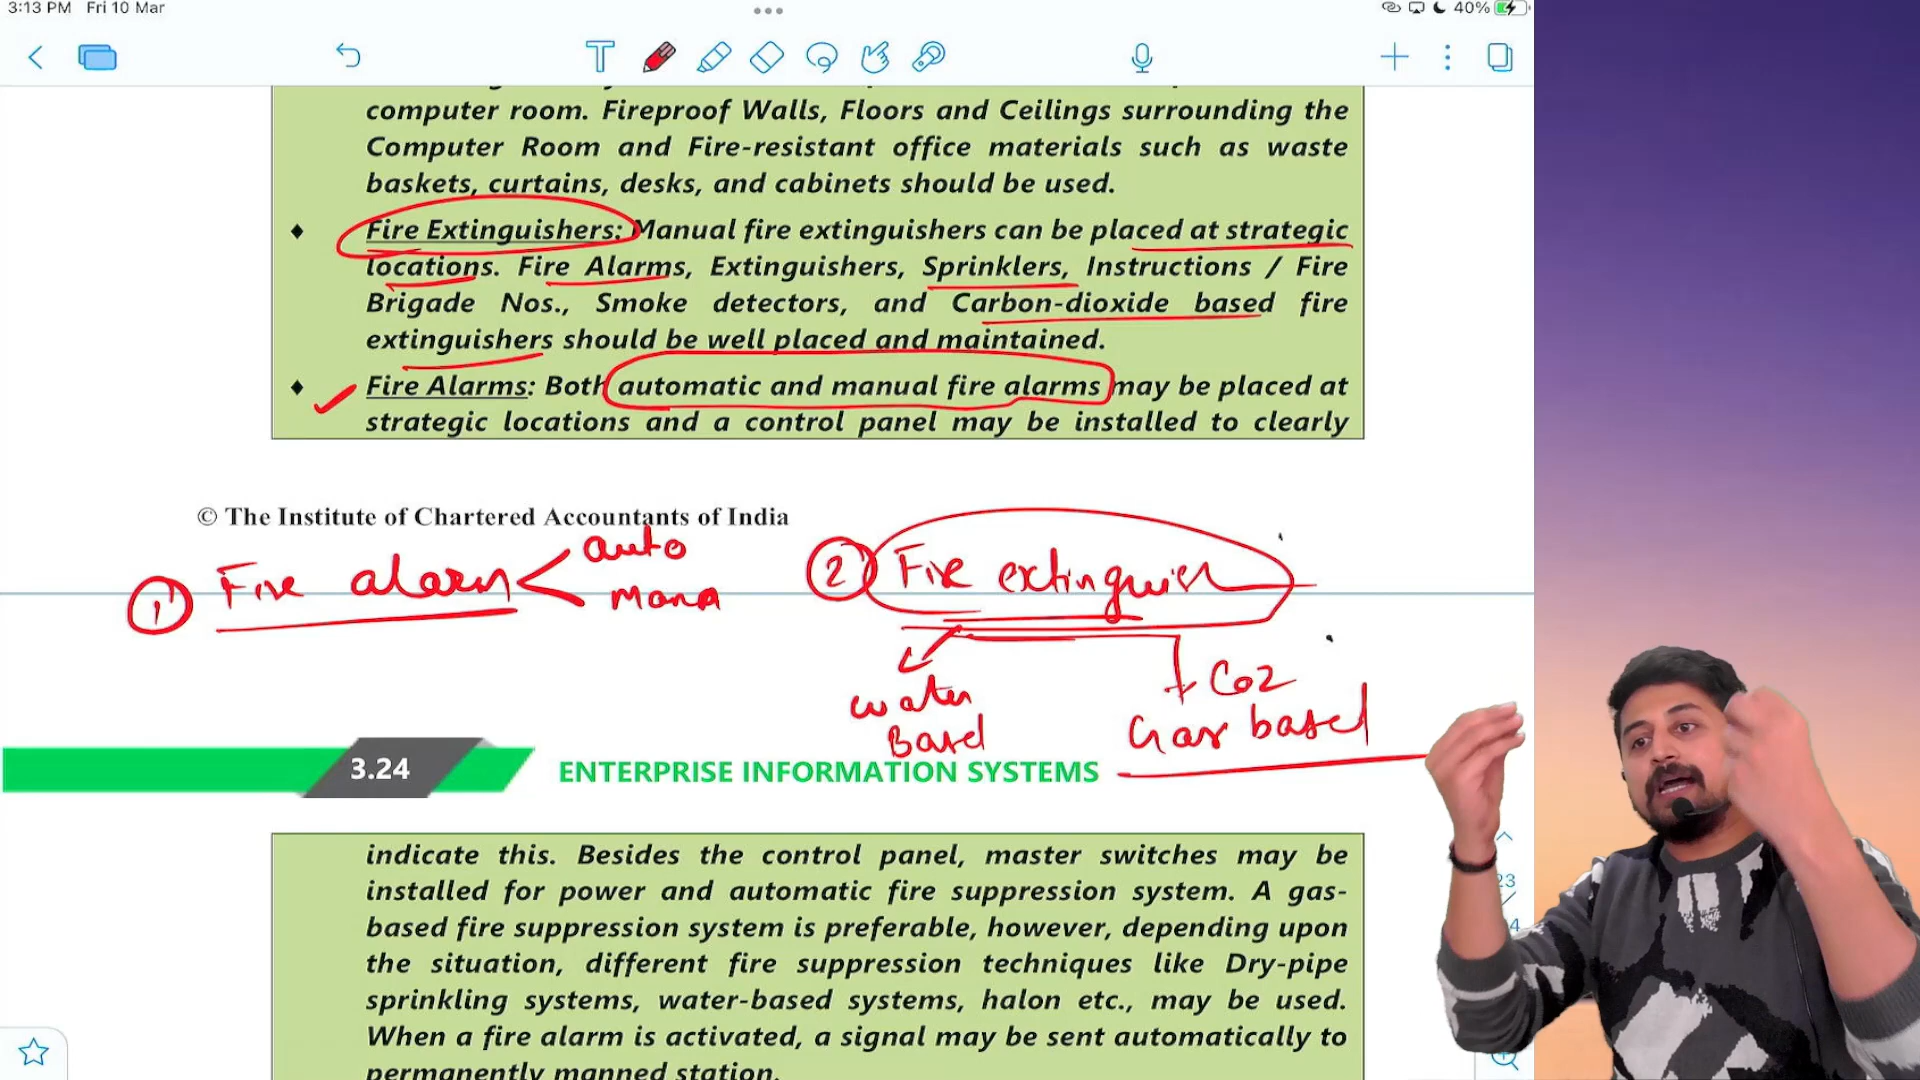 3:13 PM Fri 10 Mar
40%
computer room. Fireproof Walls, Floors and Ceilings surrounding the
Computer Room and Fire-resistant office materials such as waste
baskets, curtains, desks, and cabinets should be used.
♦ Fire Extinguishers: Manual fire extinguishers can be placed at strategic
locations. Fire Alarms, Extinguishers, Sprinklers, Instructions / Fire
Brigade Nos., Smoke detectors, and Carbon-dioxide based fire
extinguishers should be well placed and maintained.
♦ Fire Alarms: Both automatic and manual fire alarms may be placed at
strategic locations and a control panel may be installed to clearly
© The Institute of Chartered Accountants of India
① Fire alarm
auto
② Fire extinguish
Water
Based
CO2
Gas based
3.24 ENTERPRISE INFORMATION SYSTEMS
indicate this. Besides the control panel, master switches may be
installed for power and automatic fire suppression system. A gas-
based fire suppression system is preferable, however, depending upon
the situation, different fire suppression techniques like Dry-pipe
sprinkling systems, water-based systems, halon etc., may be used.
When a fire alarm is activated, a signal may be sent automatically to
permanently manned station.